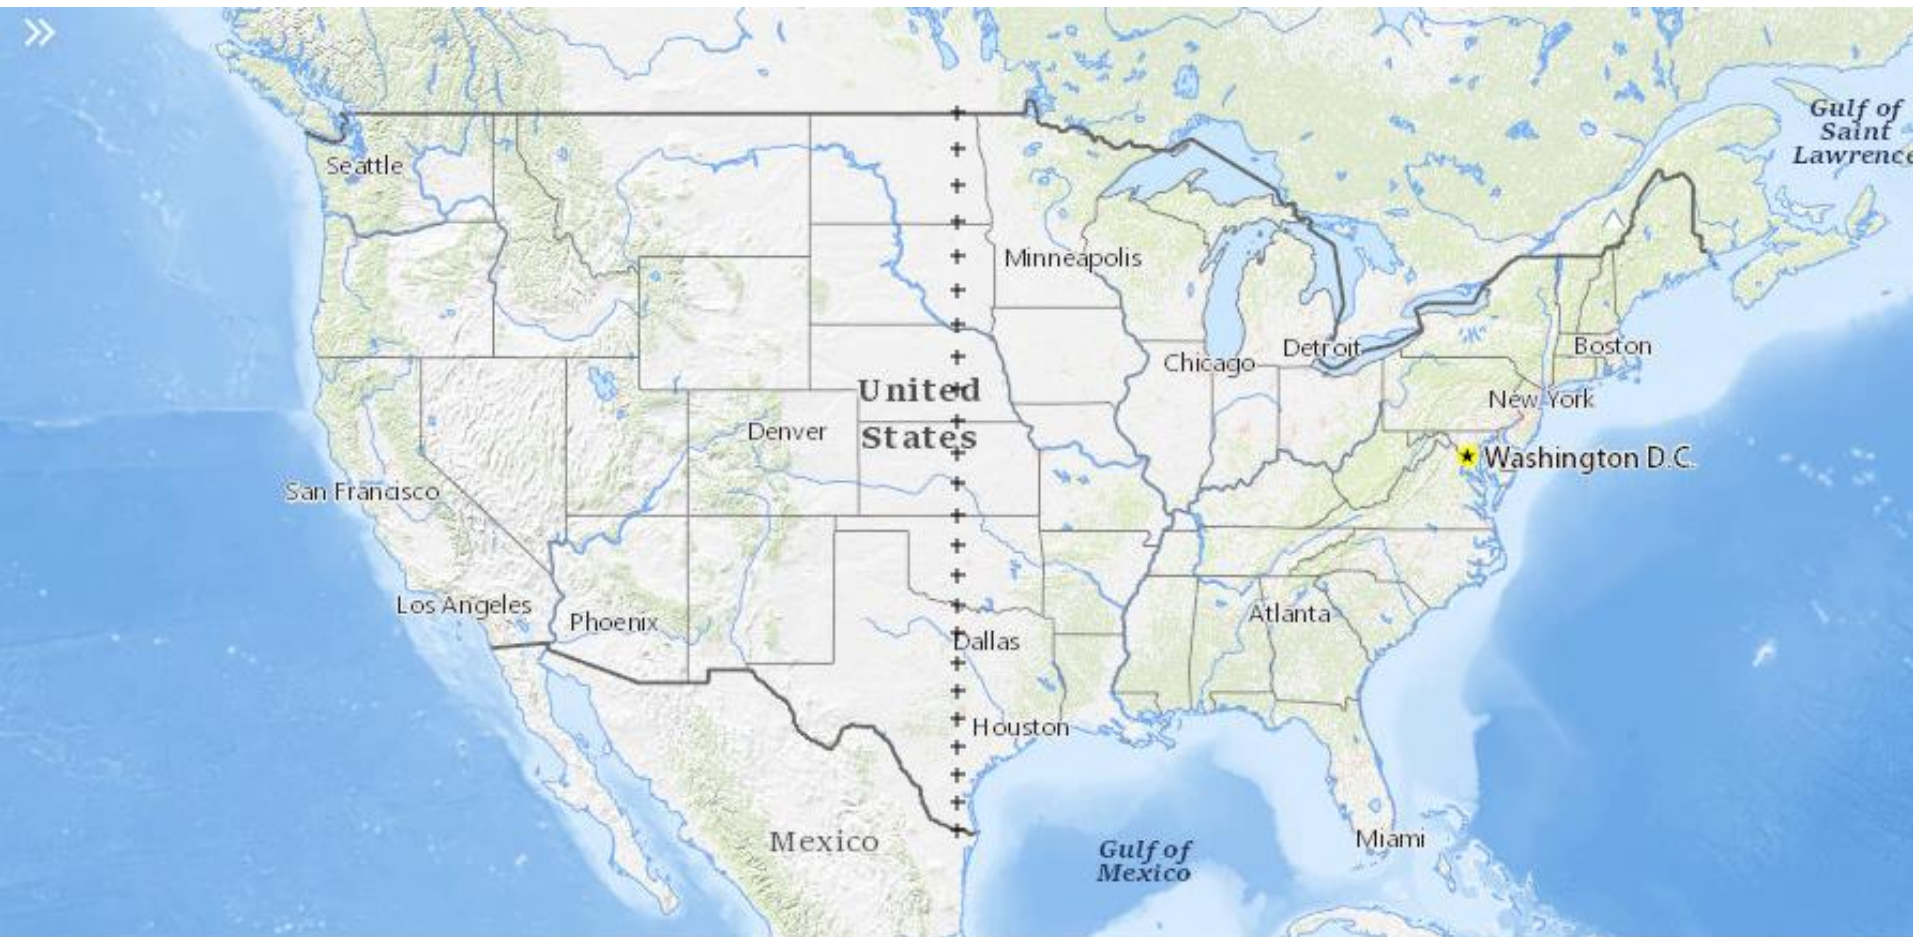 Gulf of
Saint
Lawrence
Seattle
Minneapolis
Detroit
Boston
Chicago
United
New York
Denver
States
Washington D.C.
San Francisco
Los Angeles
Phoenix
Atlanta
Dallas
Houston
Mexico
Miami
Gulf of
Mexico